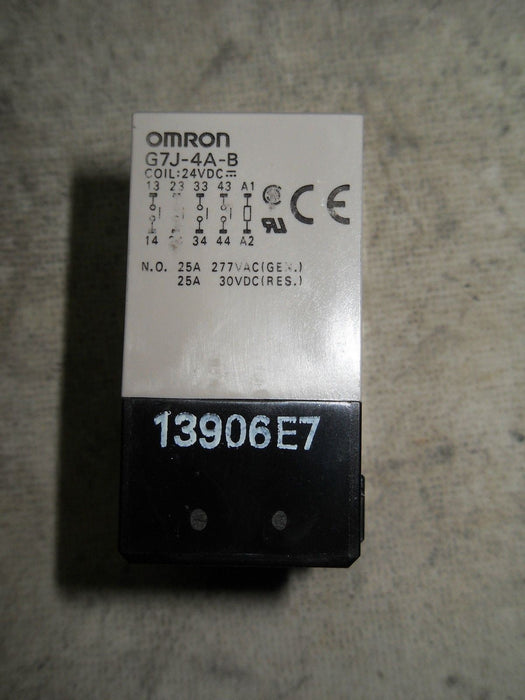 OMRON
G7J-4A-B
COIL:24VDC⎓
13 23 33 43 A1
14 34 44 A2
N.O. 25A 277VAC(GEN.)
25A 30VDC(RES.)
CE
13906E7